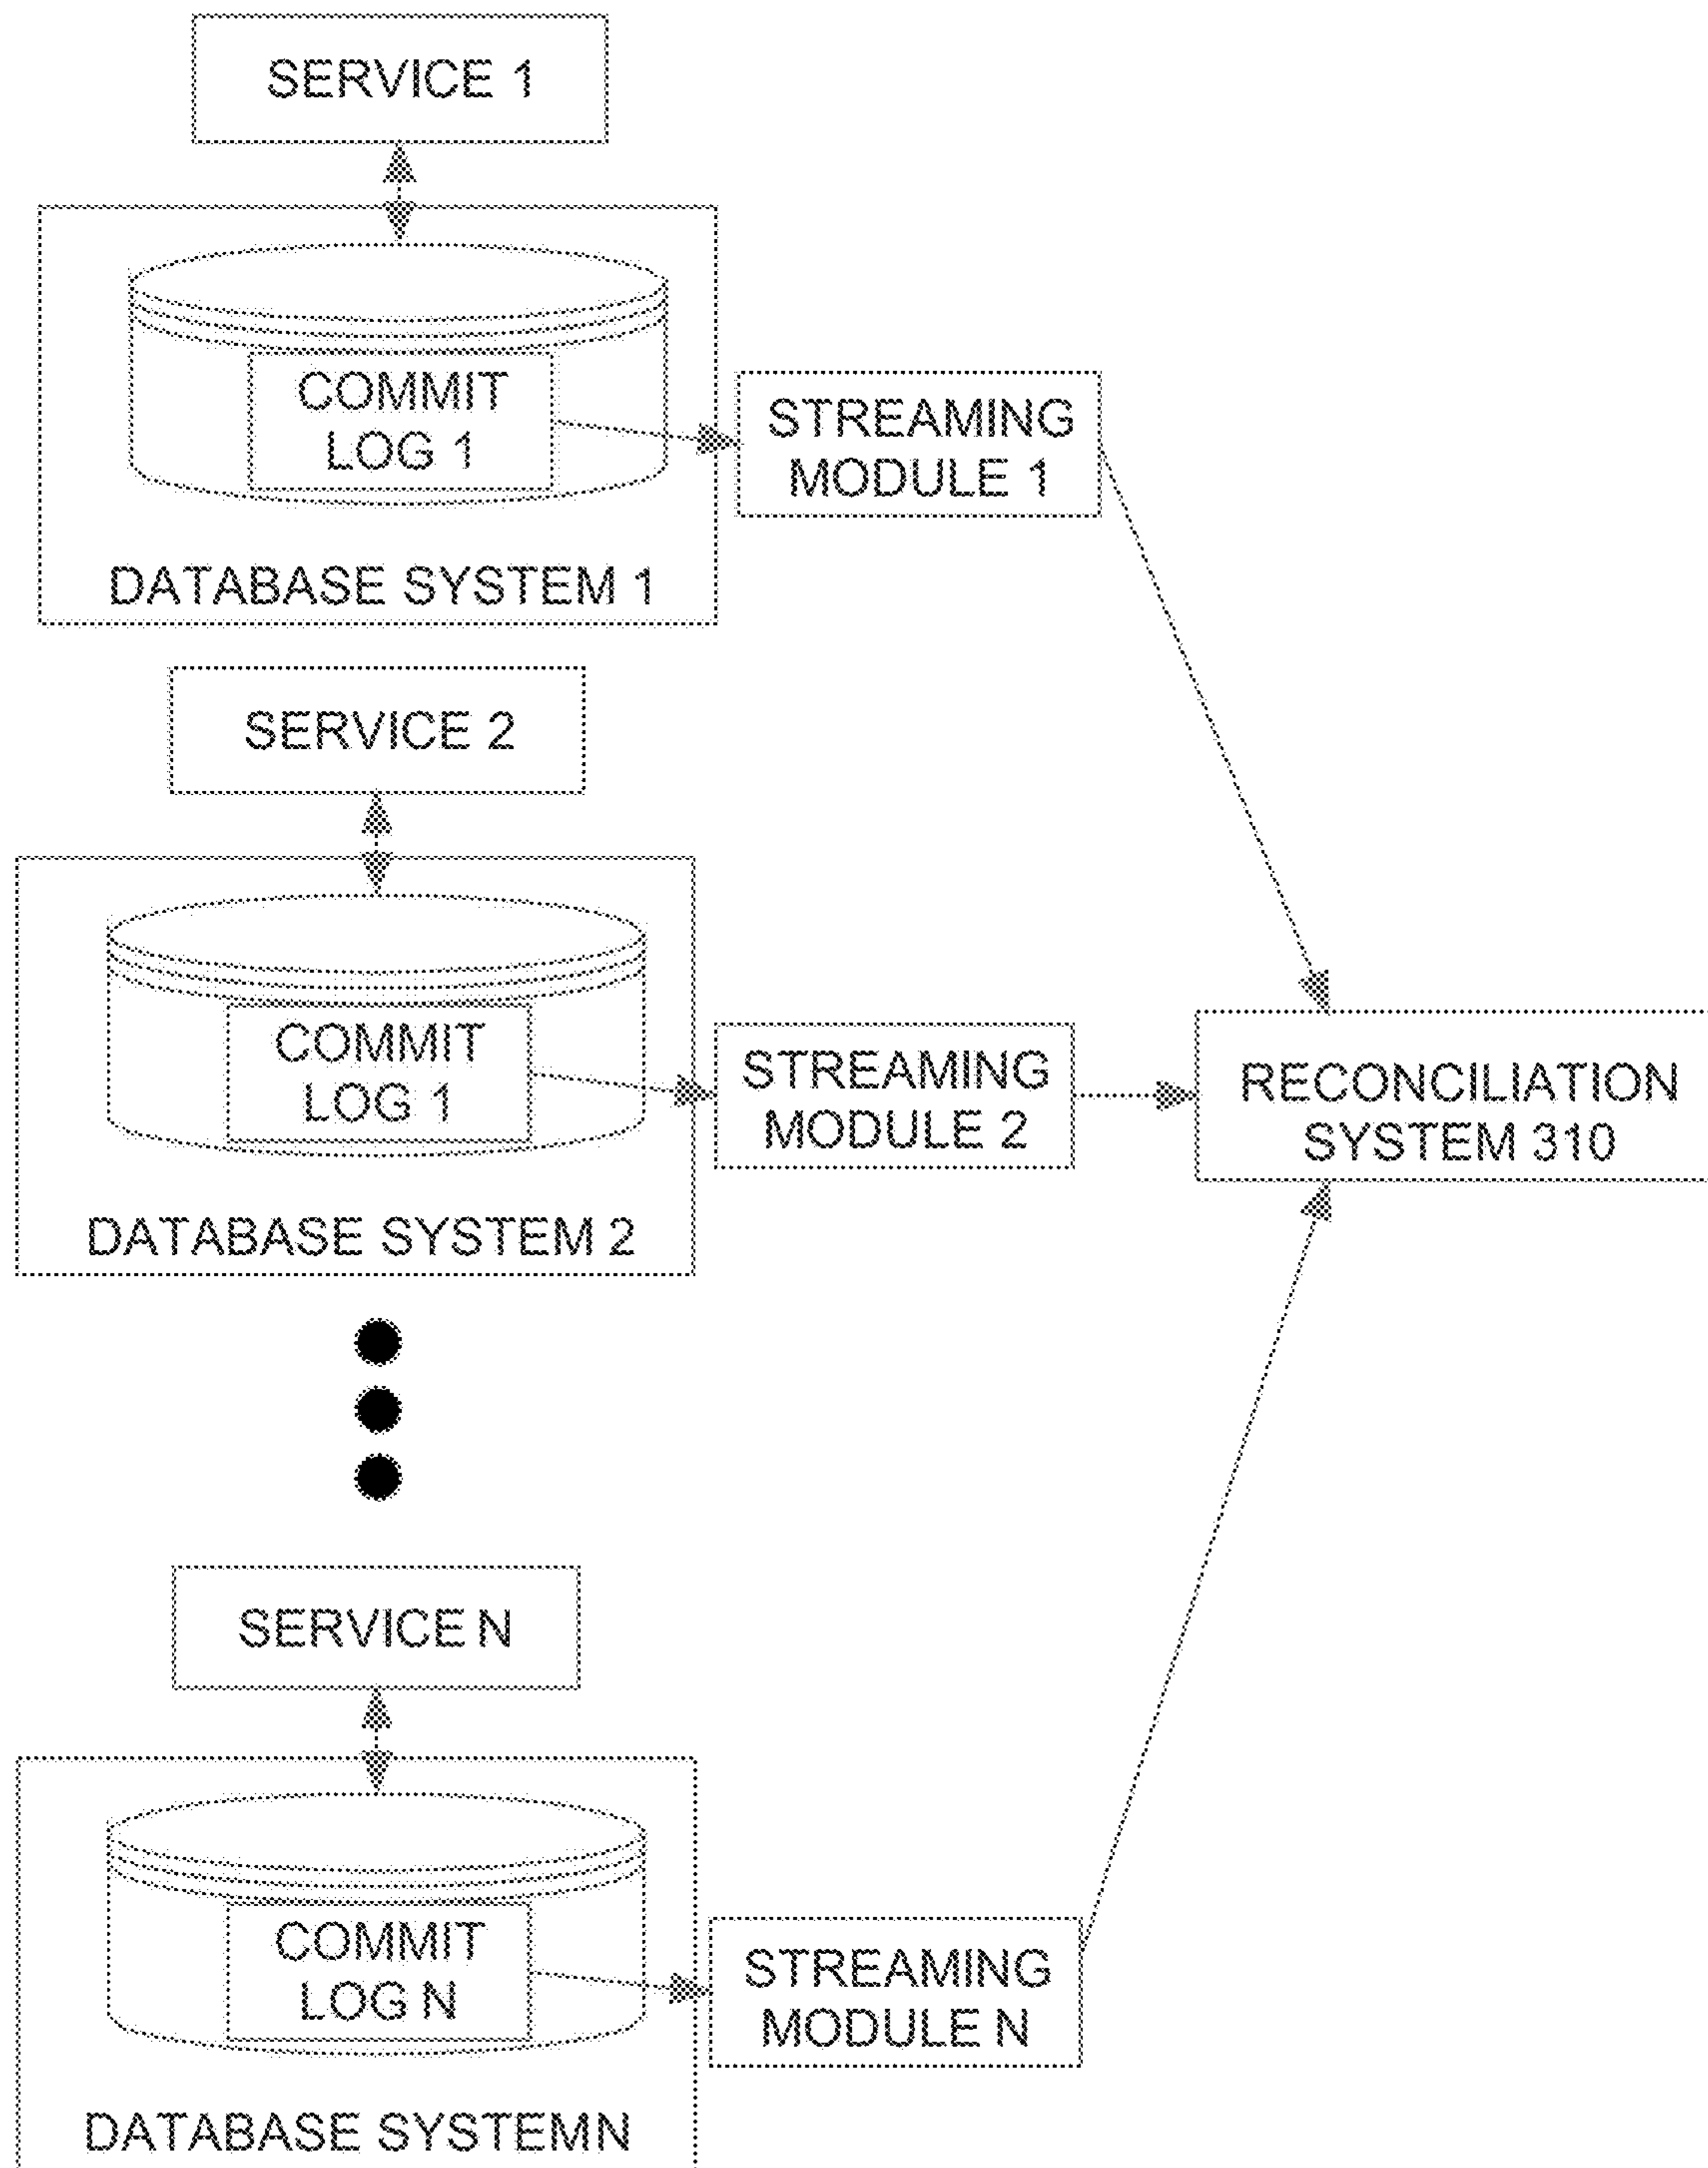 SERVICE 1
COMMIT
LOG 1
STREAMING
MODULE 1
DATABASE SYSTEM 1
SERVICE 2
COMMIT
LOG 1
STREAMING
MODULE 2
RECONCILIATION
SYSTEM 310
DATABASE SYSTEM 2
SERVICE N
COMMIT
LOG N
STREAMING
MODULE N
DATABASE SYSTEMN